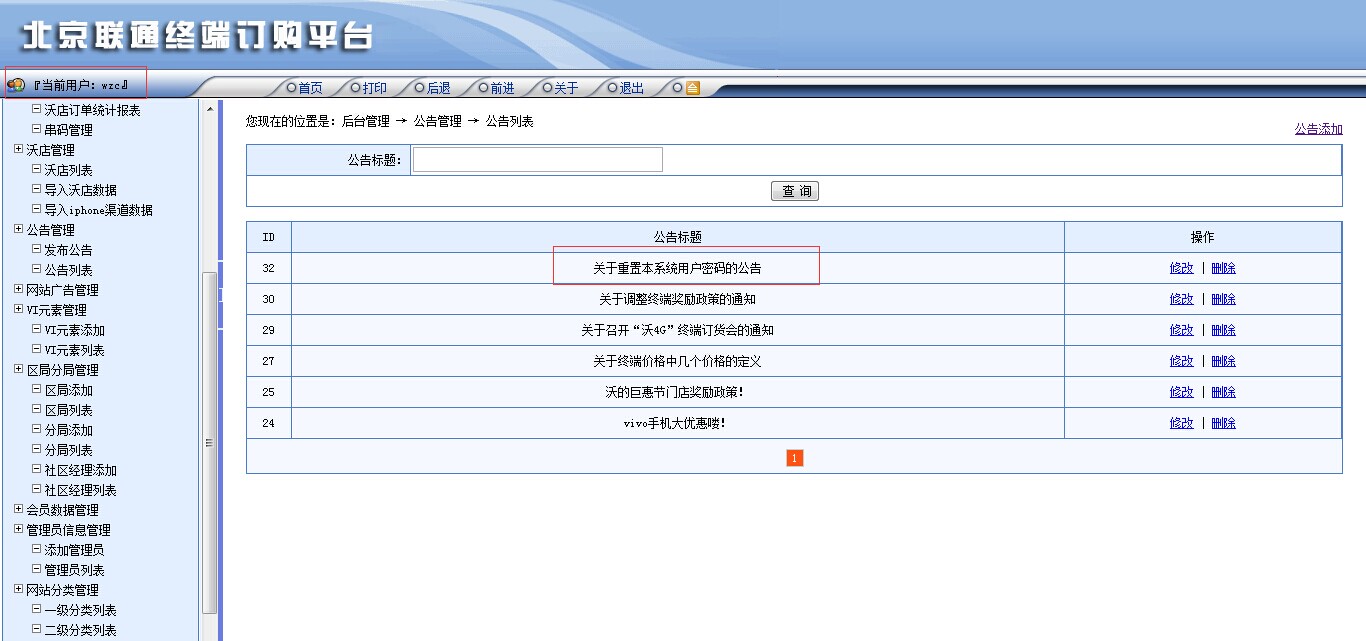 北京联通终端订购平台
『当前用户：wzc』
首页 打印 后退 前进 关于 退出
沃店订单统计报表
串码管理
沃店管理
沃店列表
导入沃店数据
导入iphone渠道数据
公告管理
发布公告
公告列表
网站广告管理
VI元素管理
VI元素添加
VI元素列表
区局分局管理
区局添加
区局列表
分局添加
分局列表
社区经理添加
社区经理列表
会员数据管理
管理员信息管理
添加管理员
管理员列表
网站分类管理
一级分类列表
二级分类列表
您现在的位置是：后台管理 → 公告管理 → 公告列表
公告添加
公告标题：
查 询
ID 公告标题 操作
32 关于重置本系统用户密码的公告 修改 | 删除
30 关于调整终端奖励政策的通知 修改 | 删除
29 关于召开“沃4G”终端订货会的通知 修改 | 删除
27 关于终端价格中几个价格的定义 修改 | 删除
25 沃的巨惠节门店奖励政策！ 修改 | 删除
24 vivo手机大优惠喽！ 修改 | 删除
1